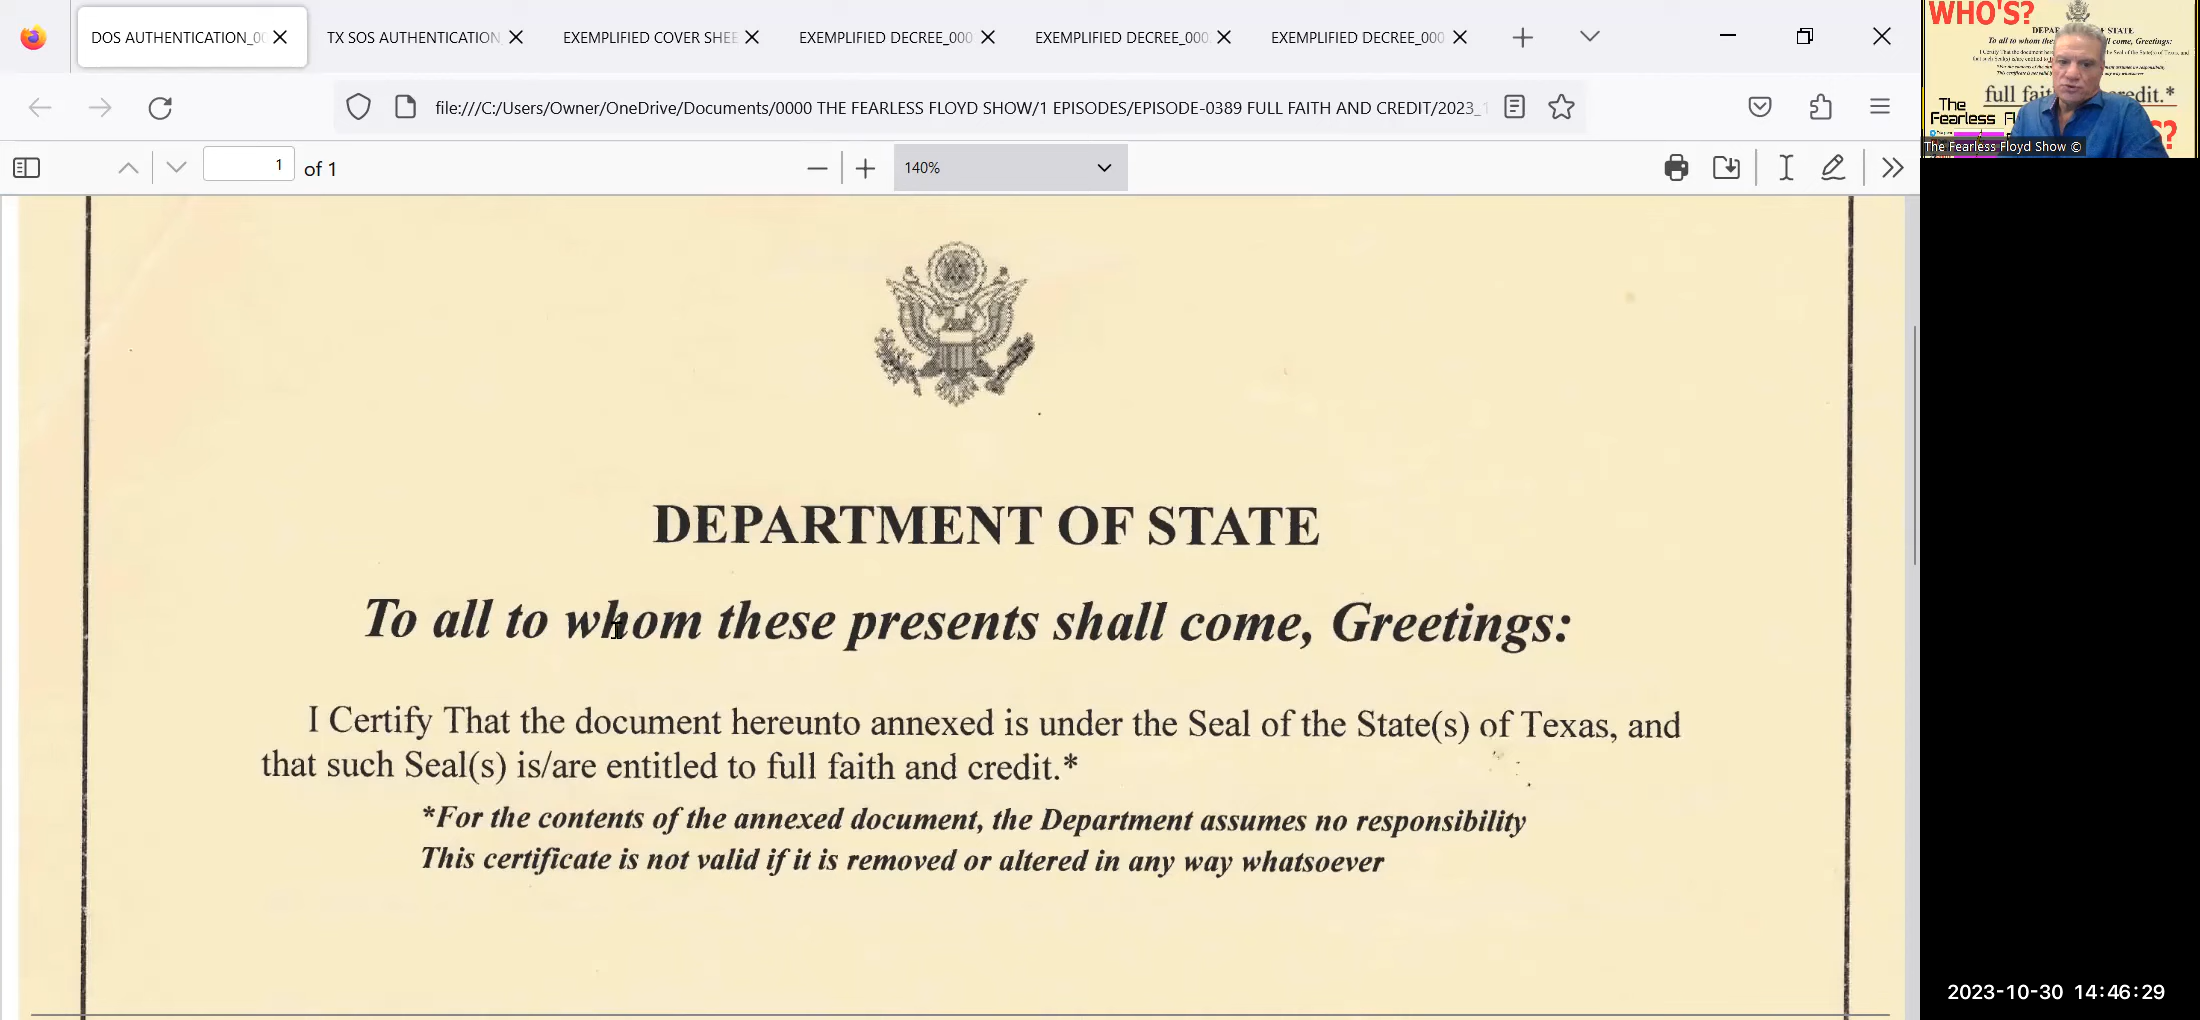 DOS AUTHENTICATION_00
TX SOS AUTHENTICATION
EXEMPLIFIED COVER SHEE
EXEMPLIFIED DECREE_000
EXEMPLIFIED DECREE_000
EXEMPLIFIED DECREE_000
file:///C:/Users/Owner/OneDrive/Documents/0000 THE FEARLESS FLOYD SHOW/1 EPISODES/EPISODE-0389 FULL FAITH AND CREDIT/2023_1
1 of 1
140%
DEPARTMENT OF STATE
To all to whom these presents shall come, Greetings:
I Certify That the document hereunto annexed is under the Seal of the State(s) of Texas, and
that such Seal(s) is/are entitled to full faith and credit.*
*For the contents of the annexed document, the Department assumes no responsibility
This certificate is not valid if it is removed or altered in any way whatsoever
WHO'S?
The
Fearless
The Fearless Floyd Show ©
2023-10-30 14:46:29